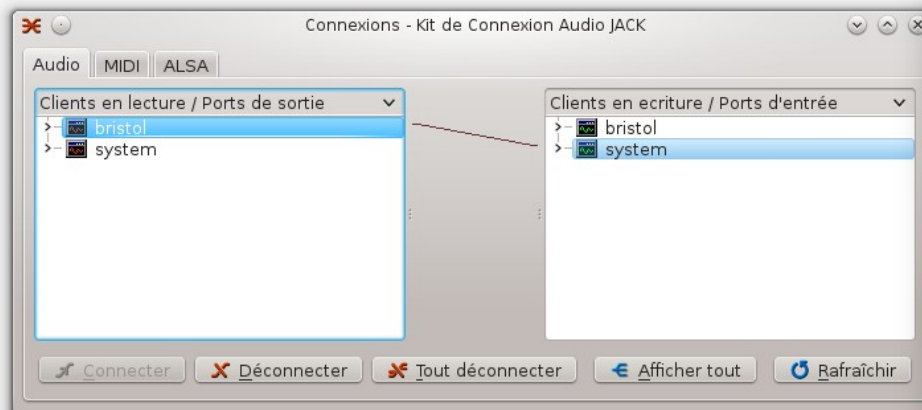 Connexions - Kit de Connexion Audio JACK
Audio MIDI ALSA
Clients en lecture / Ports de sortie
bristol
system
Clients en ecriture / Ports d'entrée
bristol
system
Connecter Déconnecter Tout déconnecter Afficher tout Rafraîchir